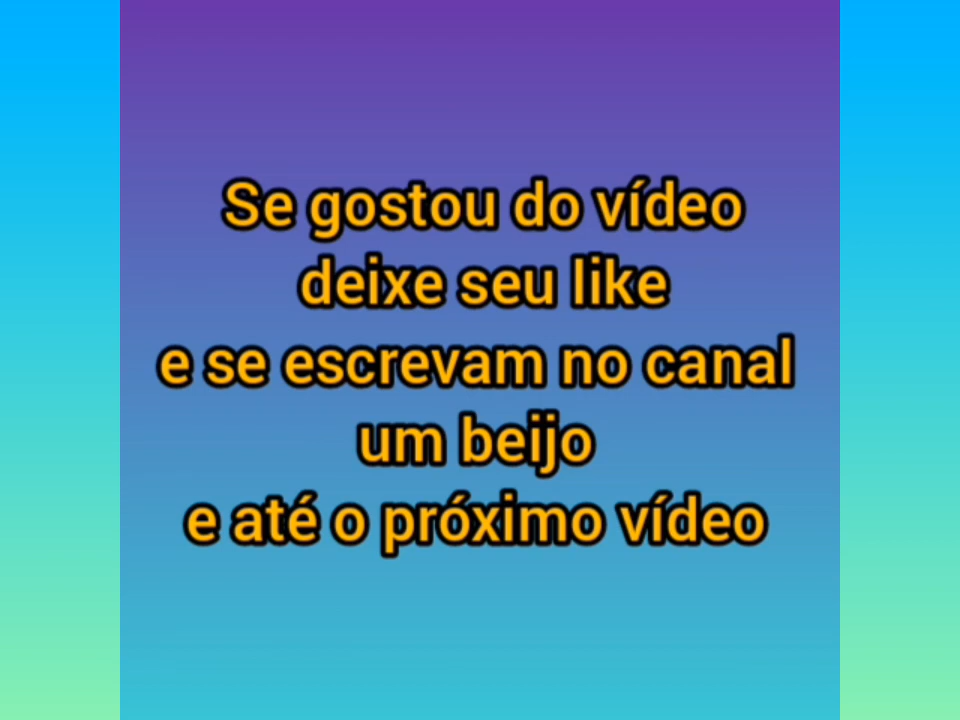 Se gostou do vídeo
deixe seu like
e se escrevam no canal
um beijo
e até o próximo vídeo